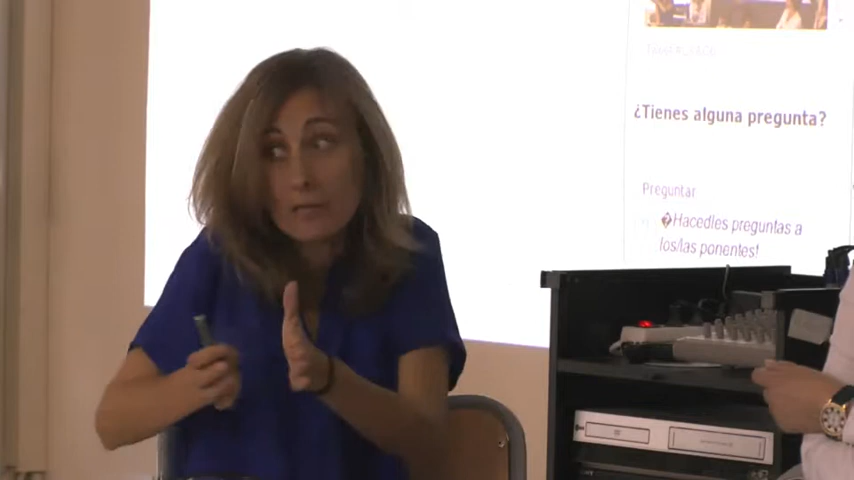 ¿Tienes alguna pregunta?
Preguntar
�Hacedles preguntas a
los/las ponentes!